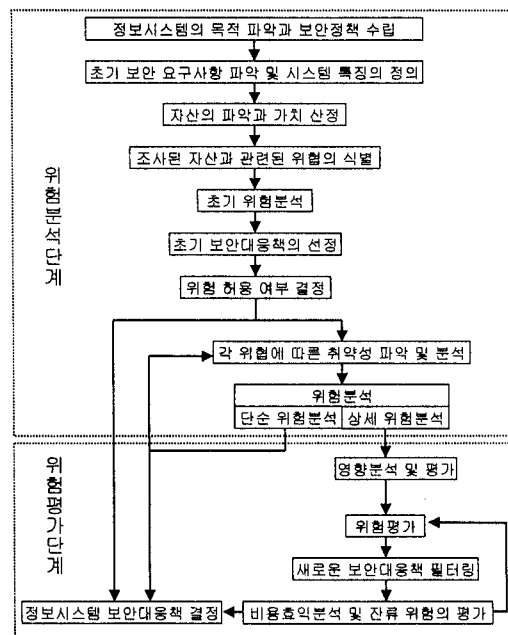 정보시스템의 목적 파악과 보안정책 수립
초기 보안 요구사항 파악 및 시스템 특징의 정의
자산의 파악과 가치 산정
조사된 자산과 관련된 위협의 식별
초기 위험분석
초기 보안대응책의 선정
위험 허용 여부 결정
위험분석단계
각 위협에 따른 취약성 파악 및 분석
위험분석
단순 위험분석 상세 위험분석
위험평가단계
영향분석 및 평가
위험평가
새로운 보안대응책 필터링
정보시스템 보안대응책 결정
비용효익분석 및 잔류 위험의 평가